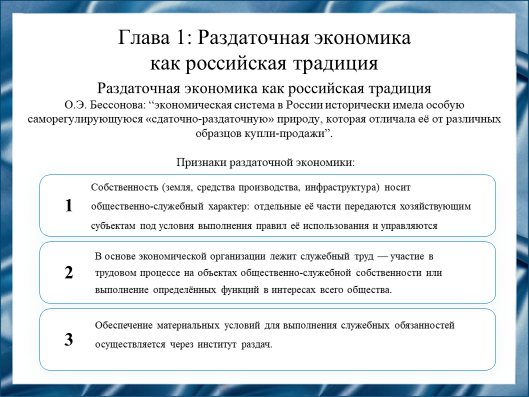 Глава 1: Раздаточная экономика
как российская традиция
Раздаточная экономика как российская традиция
О.Э. Бессонова: “экономическая система в России исторически имела особую
саморегулирующуюся «сдаточно-раздаточную» природу, которая отличала её от различных
образцов купли-продажи”.
Признаки раздаточной экономики:
1
Собственность (земля, средства производства, инфраструктура) носит
общественно-служебный характер: отдельные её части передаются хозяйствующим
субъектам под условия выполнения правил её использования и управляются
2
В основе экономической организации лежит служебный труд — участие в
трудовом процессе на объектах общественно-служебной собственности или
выполнение определённых функций в интересах всего общества.
3
Обеспечение материальных условий для выполнения служебных обязанностей
осуществляется через институт раздач.